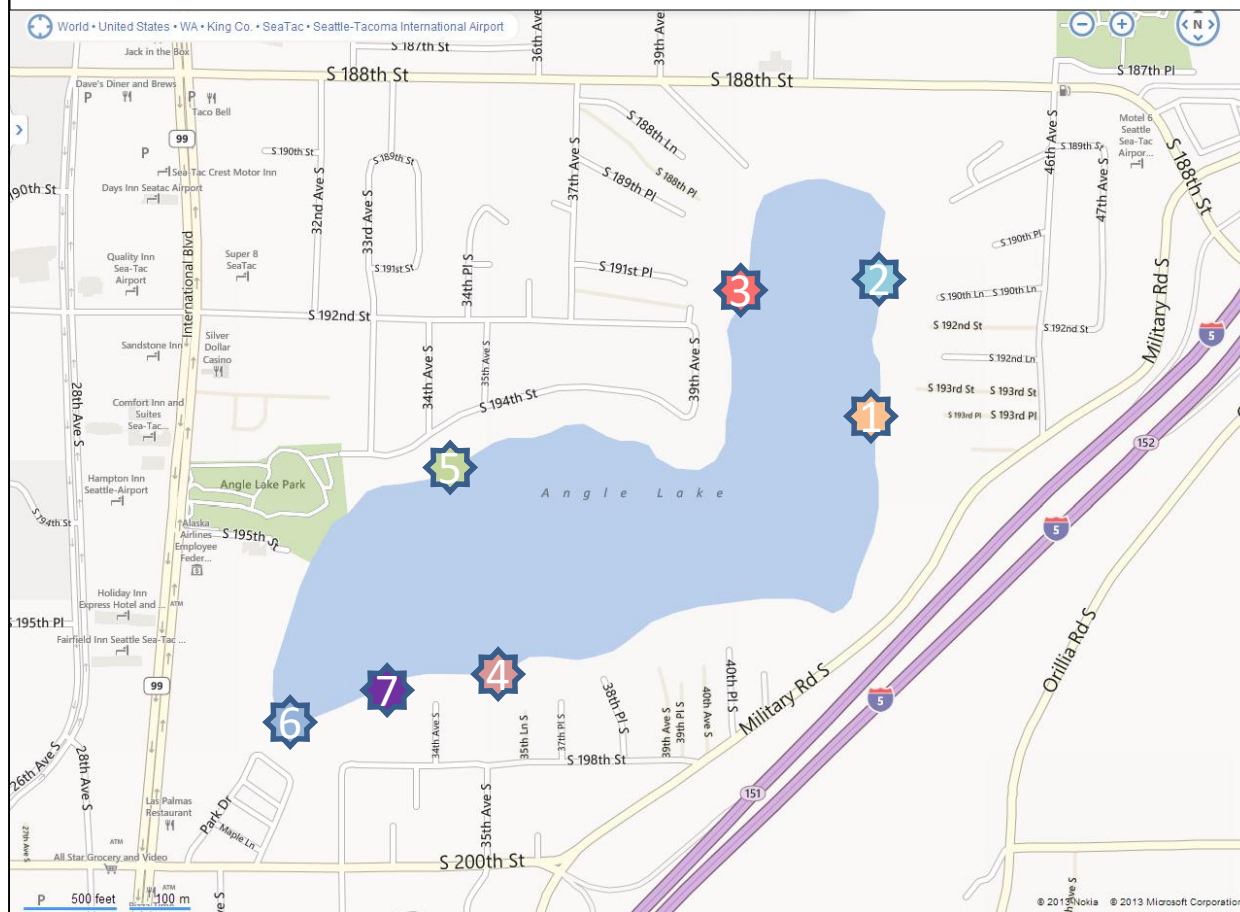 World • United States • WA • King Co. • SeaTac • Seattle-Tacoma International Airport
N
Jack in the Box
S 187th St
36th Ave S
39th Ave
S 187th Pl
S 188th St
S 188th St
Dave's Diner and Brews
P
P
Taco Bell
99
P
S 190th St
S 189th St
Sea-Tac Crest Motor Inn
Days Inn Seatac Airport
190th St
32nd Ave S
33rd Ave S
37th Ave S
S 188th Ln
S 188th Pl
S 189th Pl
46th Ave S
S 189th S
47th Ave S
Motel 6
Seattle
Sea-Tac
Airpor...
S 188th St
Quality Inn
Sea-Tac
Airport
Super 8
SeaTac
International Blvd
S 191st St
34th Pl S
S 191st Pl
3
2
S 190th Pl
S 190th Ln
S 190th Ln
Military Rd S
5
S 192nd St
S 192nd St
S 192nd St
S 192nd Ln
Sandstone Inn
Silver
Dollar
Casino
28th Ave S
34th Ave S
35th Ave S
39th Ave S
S 194th St
S 193rd St
S 193rd St
S 193rd Pl
S 193rd Pl
1
Comfort Inn and
Suites
Sea-Tac...
152
Hampton Inn
Seattle-Airport
Angle Lake Park
5
Angle Lake
S 194th St
Alaska
Airlines
Employee
Feder...
S 195th St
5
Holiday Inn
Express Hotel and ...
ATM
S 195th Pl
Fairfield Inn Seattle Sea-Tac ...
99
4
7
6
38th Pl S
40th Pl S
Military Rd S
5
Orillia Rd S
34th Ave S
35th Ln S
37th Pl S
39th Ave S
39th Pl S
40th Ave S
26th Ave S
28th Ave S
S 198th St
151
Las Palmas
Restaurant
Park Dr
Maple Ln
35th Ave S
27th Ave S
ATM
All Star Grocery and Video
S 200th St
ATM
P
500 feet
100 m
© 2013 Nokia © 2013 Microsoft Corporation